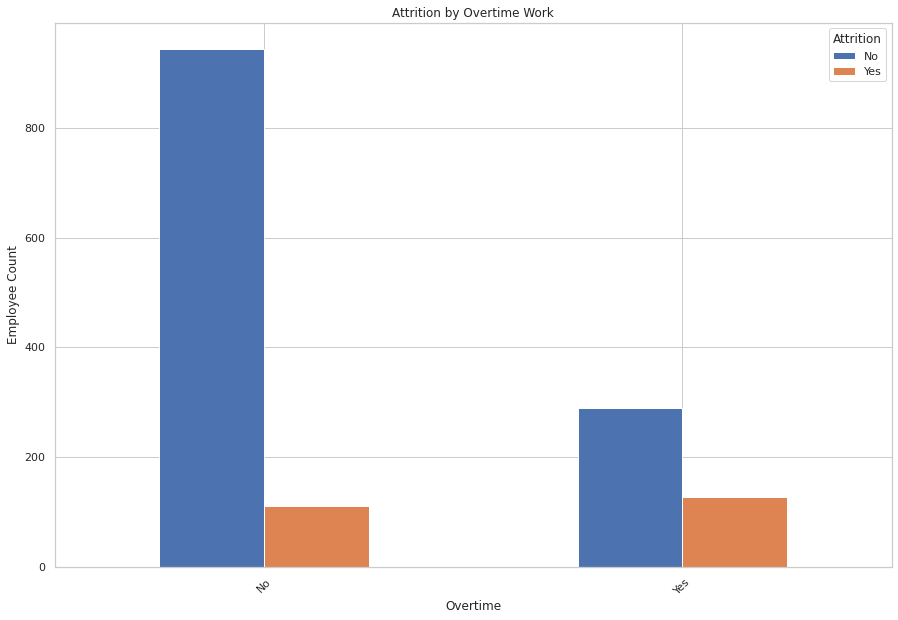 Attrition by Overtime Work
Attrition
No
Yes
800
600
400
200
0
Employee Count
No
Yes
Overtime